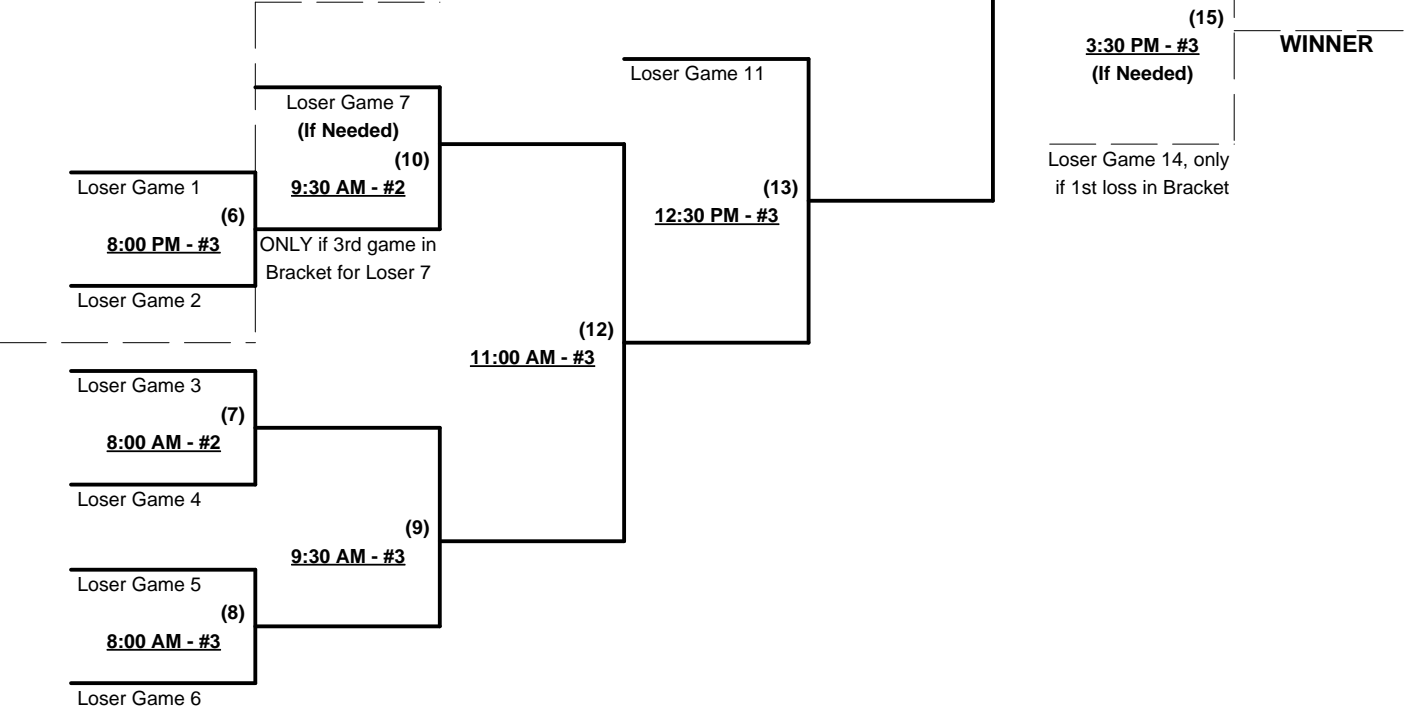 (15)
3:30 PM - #3
WINNER
(If Needed)
Loser Game 11
Loser Game 7
(If Needed)
(10)
9:30 AM - #2
Loser Game 14, only
if 1st loss in Bracket
Loser Game 1
(6)
8:00 PM - #3
(13)
12:30 PM - #3
ONLY if 3rd game in
Bracket for Loser 7
Loser Game 2
(12)
11:00 AM - #3
Loser Game 3
(7)
8:00 AM - #2
Loser Game 4
(9)
9:30 AM - #3
Loser Game 5
(8)
8:00 AM - #3
Loser Game 6